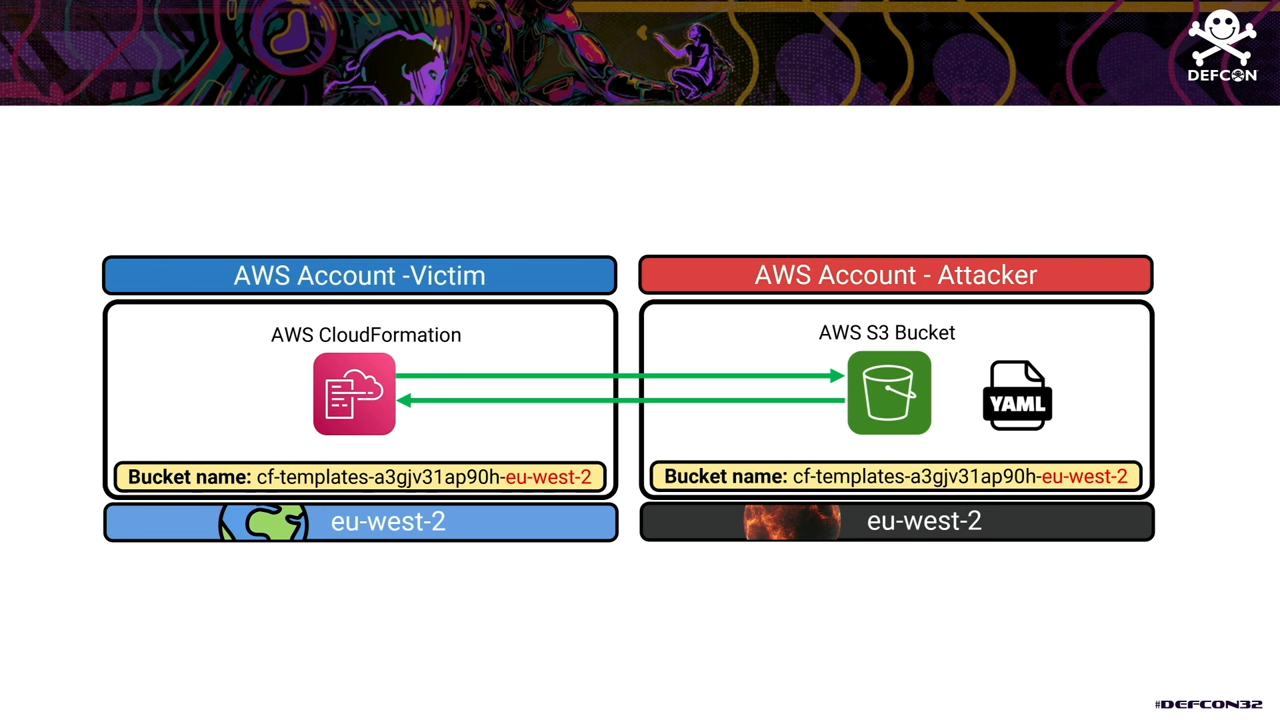 DEFCON
AWS Account -Victim
AWS CloudFormation
Bucket name: cf-templates-a3gjv31ap90h-eu-west-2
eu-west-2
AWS Account - Attacker
AWS S3 Bucket
YAML
Bucket name: cf-templates-a3gjv31ap90h-eu-west-2
eu-west-2
#DEFCON32